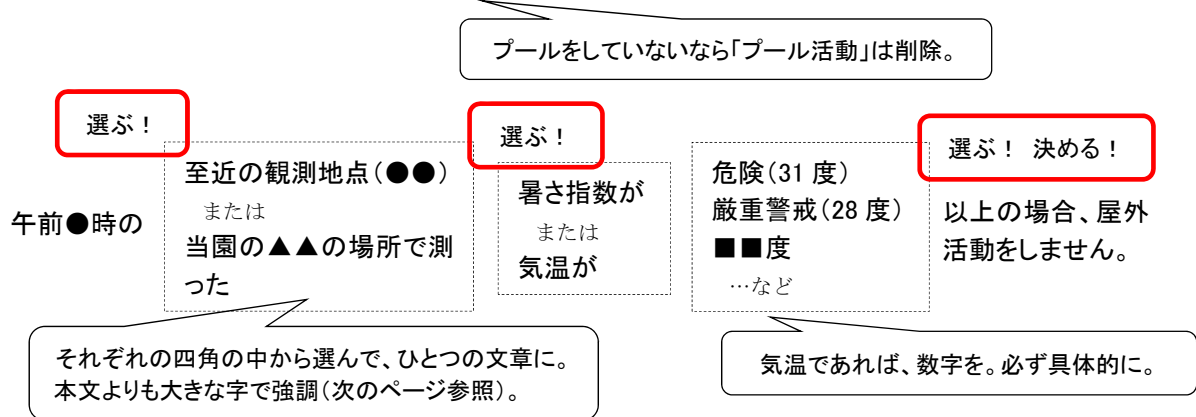 プールをしていないなら「プール活動」は削除。
選ぶ！
選ぶ！
選ぶ！ 決める！
午前●時の
至近の観測地点（●●）
または
当園の▲▲の場所で測
った
暑さ指数が
または
気温が
危険（31 度）
厳重警戒（28 度）
■■度
…など
以上の場合、屋外
活動をしません。
それぞれの四角の中から選んで、ひとつの文章に。
本文よりも大きな字で強調（次のページ参照）。
気温であれば、数字を。必ず具体的に。